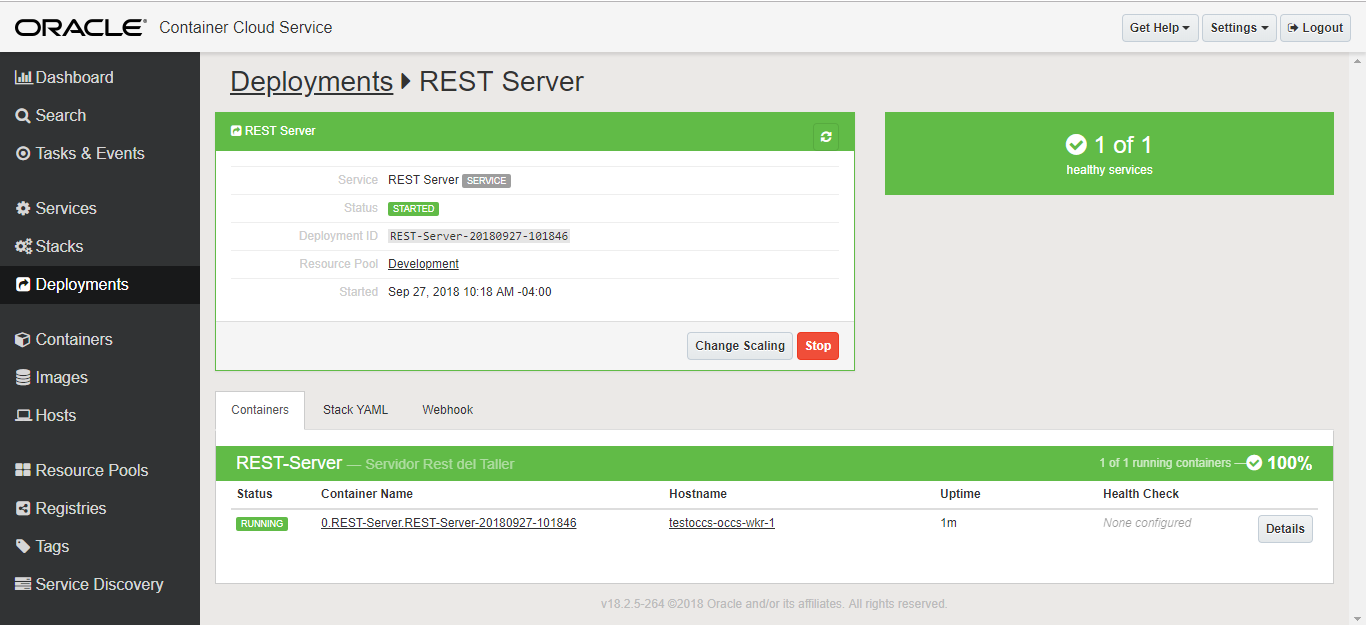 ORACLE® Container Cloud Service
Get Help
Settings
Logout
Dashboard
Search
Tasks & Events
Services
Stacks
Deployments
Containers
Images
Hosts
Resource Pools
Registries
Tags
Service Discovery
Deployments REST Server
REST Server
Service REST Server SERVICE
Status STARTED
Deployment ID REST-Server-20180927-101846
Resource Pool Development
Started Sep 27, 2018 10:18 AM -04:00
Change Scaling Stop
1 of 1
healthy services
Containers Stack YAML Webhook
REST-Server — Servidor Rest del Taller 1 of 1 running containers — 100%
Status Container Name Hostname Uptime Health Check
RUNNING 0.REST-Server.REST-Server-20180927-101846 testoccs-occs-wkr-1 1m None configured Details
v18.2.5-264 ©2018 Oracle and/or its affiliates. All rights reserved.